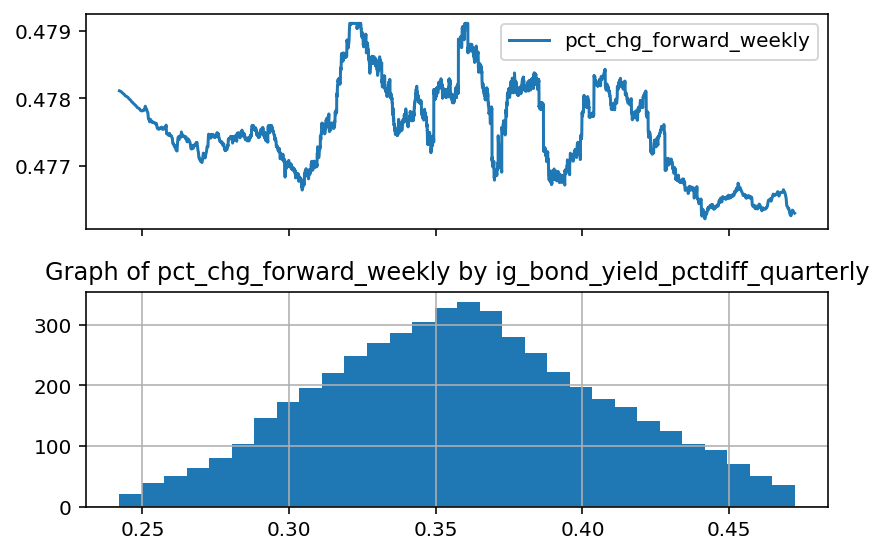 0.479
0.478
0.477
pct_chg_forward_weekly
Graph of pct_chg_forward_weekly by ig_bond_yield_pctdiff_quarterly
300
200
100
0
0.25 0.30 0.35 0.40 0.45